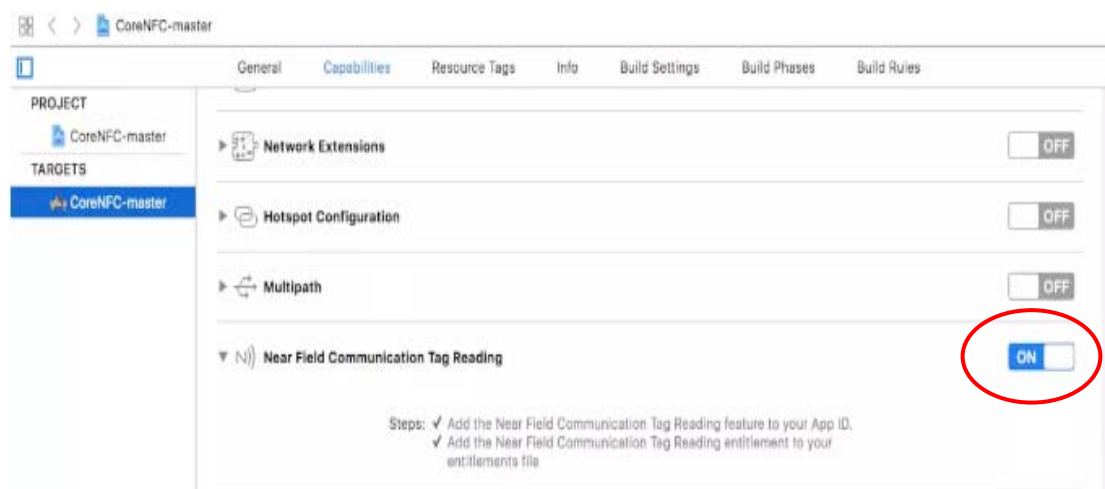 CoreNFC-master
General Capabilities Resource Tags Info Build Settings Build Phases Build Rules
PROJECT
CoreNFC-master
TARGETS
CoreNFC-master
Network Extensions OFF
Hotspot Configuration OFF
Multipath OFF
N Near Field Communication Tag Reading ON
Steps: ✓ Add the Near Field Communication Tag Reading feature to your App ID.
✓ Add the Near Field Communication Tag Reading entitlement to your
entitlements file